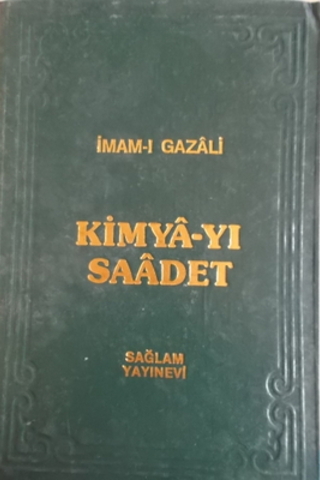 İMAM-I GAZÂLİ
KİMYÂ-YI
SAÂDET
SAĞLAM
YAYINEVİ